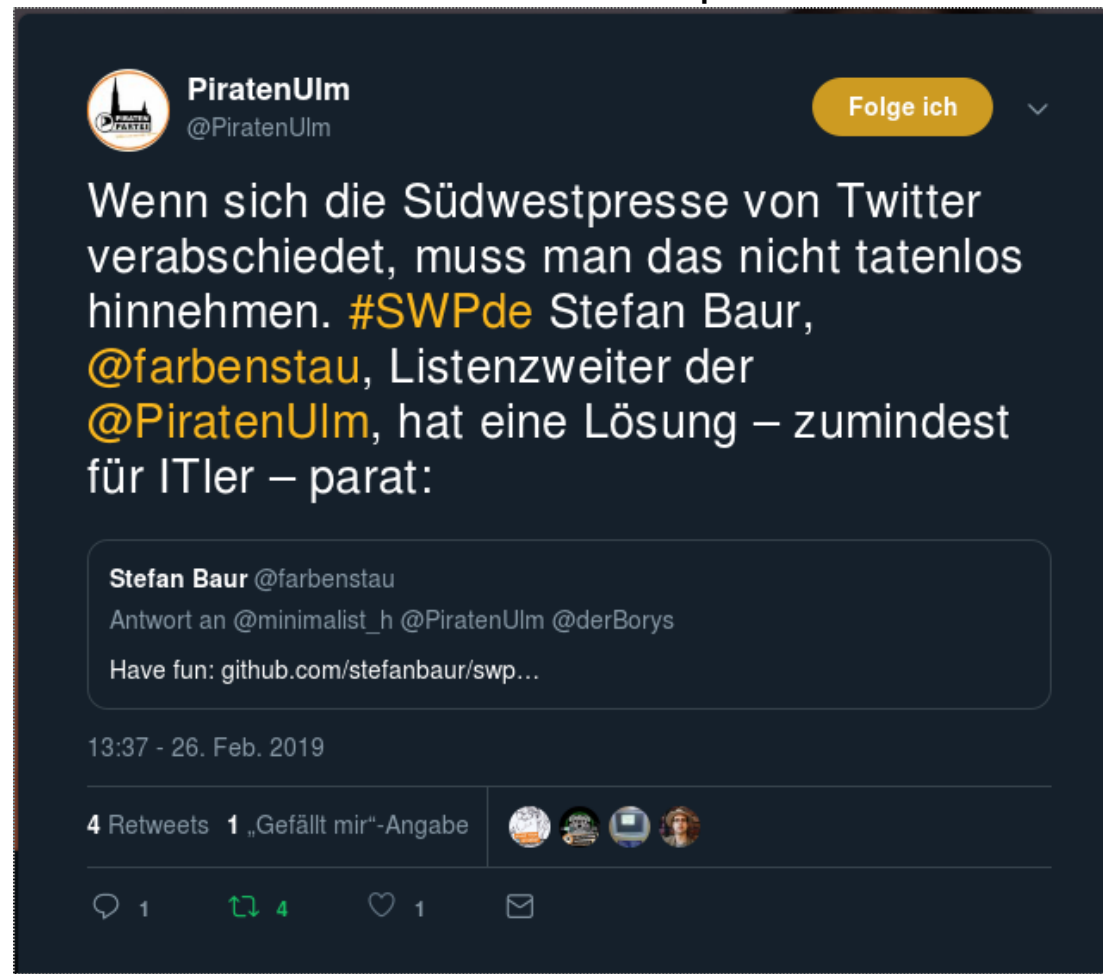 PiratenUlm
@PiratenUlm
Folge ich
PIRATEN
PARTEI
Wenn sich die Südwestpresse von Twitter
verabschiedet, muss man das nicht tatenlos
hinnehmen. #SWPde Stefan Baur,
@farbenstau, Listenzweiter der
@PiratenUlm, hat eine Lösung – zumindest
für ITler – parat:
Stefan Baur @farbenstau
Antwort an @minimalist_h @PiratenUlm @derBorys
Have fun: github.com/stefanbaur/swp…
13:37 - 26. Feb. 2019
4 Retweets 1 „Gefällt mir“-Angabe
1 4 1